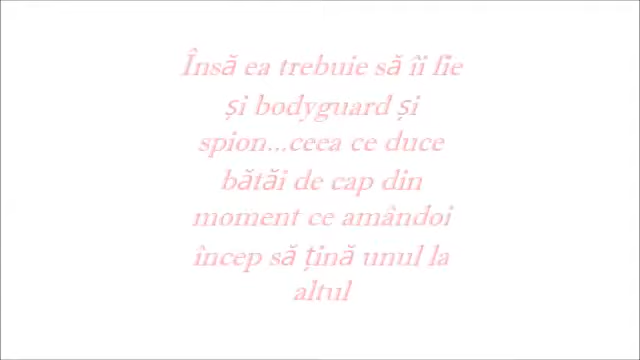 Însă ea trebuie să îi fie
și bodyguard și
spion...ceea ce duce
bătăi de cap din
moment ce amândoi
încep să țină unul la
altul